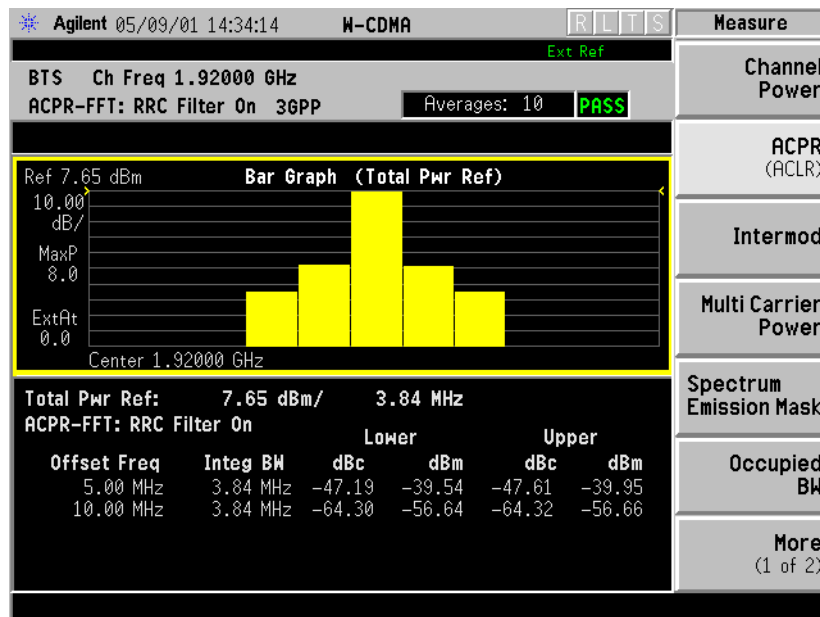 Agilent 05/09/01 14:34:14 W-CDMA R L T S
Measure
Ext Ref
BTS Ch Freq 1.92000 GHz
ACPR-FFT: RRC Filter On 3GPP Averages: 10 PASS
Channel
Power
ACPR
(ACLR)
Intermod
Multi Carrier
Power
Spectrum
Emission Mask
Occupied
BW
More
(1 of 2)
Ref 7.65 dBm Bar Graph (Total Pwr Ref)
10.00
dB/
MaxP
8.0
ExtAt
0.0
Center 1.92000 GHz
Total Pwr Ref: 7.65 dBm/ 3.84 MHz
ACPR-FFT: RRC Filter On
Lower Upper
Offset Freq Integ BW dBc dBm dBc dBm
5.00 MHz 3.84 MHz -47.19 -39.54 -47.61 -39.95
10.00 MHz 3.84 MHz -64.30 -56.64 -64.32 -56.66